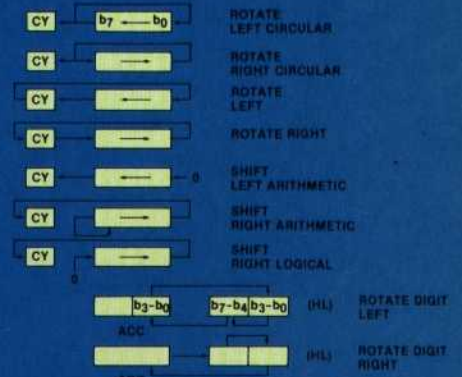 CY b7 b0 ROTATE
LEFT CIRCULAR
CY ROTATE
RIGHT CIRCULAR
CY ROTATE
LEFT
CY ROTATE RIGHT
CY 0 SHIFT
LEFT ARITHMETIC
CY SHIFT
RIGHT ARITHMETIC
CY SHIFT
RIGHT LOGICAL
0
b3-b0 b7-b4 b3-b0 (HL) ROTATE DIGIT
LEFT
ACC
(HL) ROTATE DIGIT
RIGHT